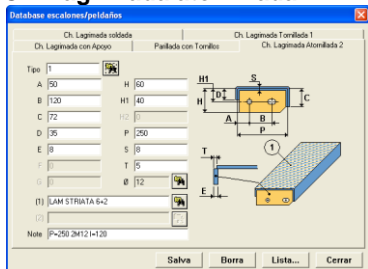 Database escalones/peldaños
Ch. Lagrimada soldada
Ch. Lagrimada Tornillada 1
Ch. Lagrimada con Apoyo
Parillada con Tornillos
Ch. Lagrimada Atornillada 2
Tipo 1
A 50 H 60
B 120 H1 40
C 72 H2 0
D 35 P 250
E 8 S 8
F 0 T 5
G 0 Ø 12
(1) LAM STRIATA 6+2
(2)
Note P=250 2M12 I=120
H1 S
H D C
A B
P
1
T
E
Salva Borra Lista... Cerrar